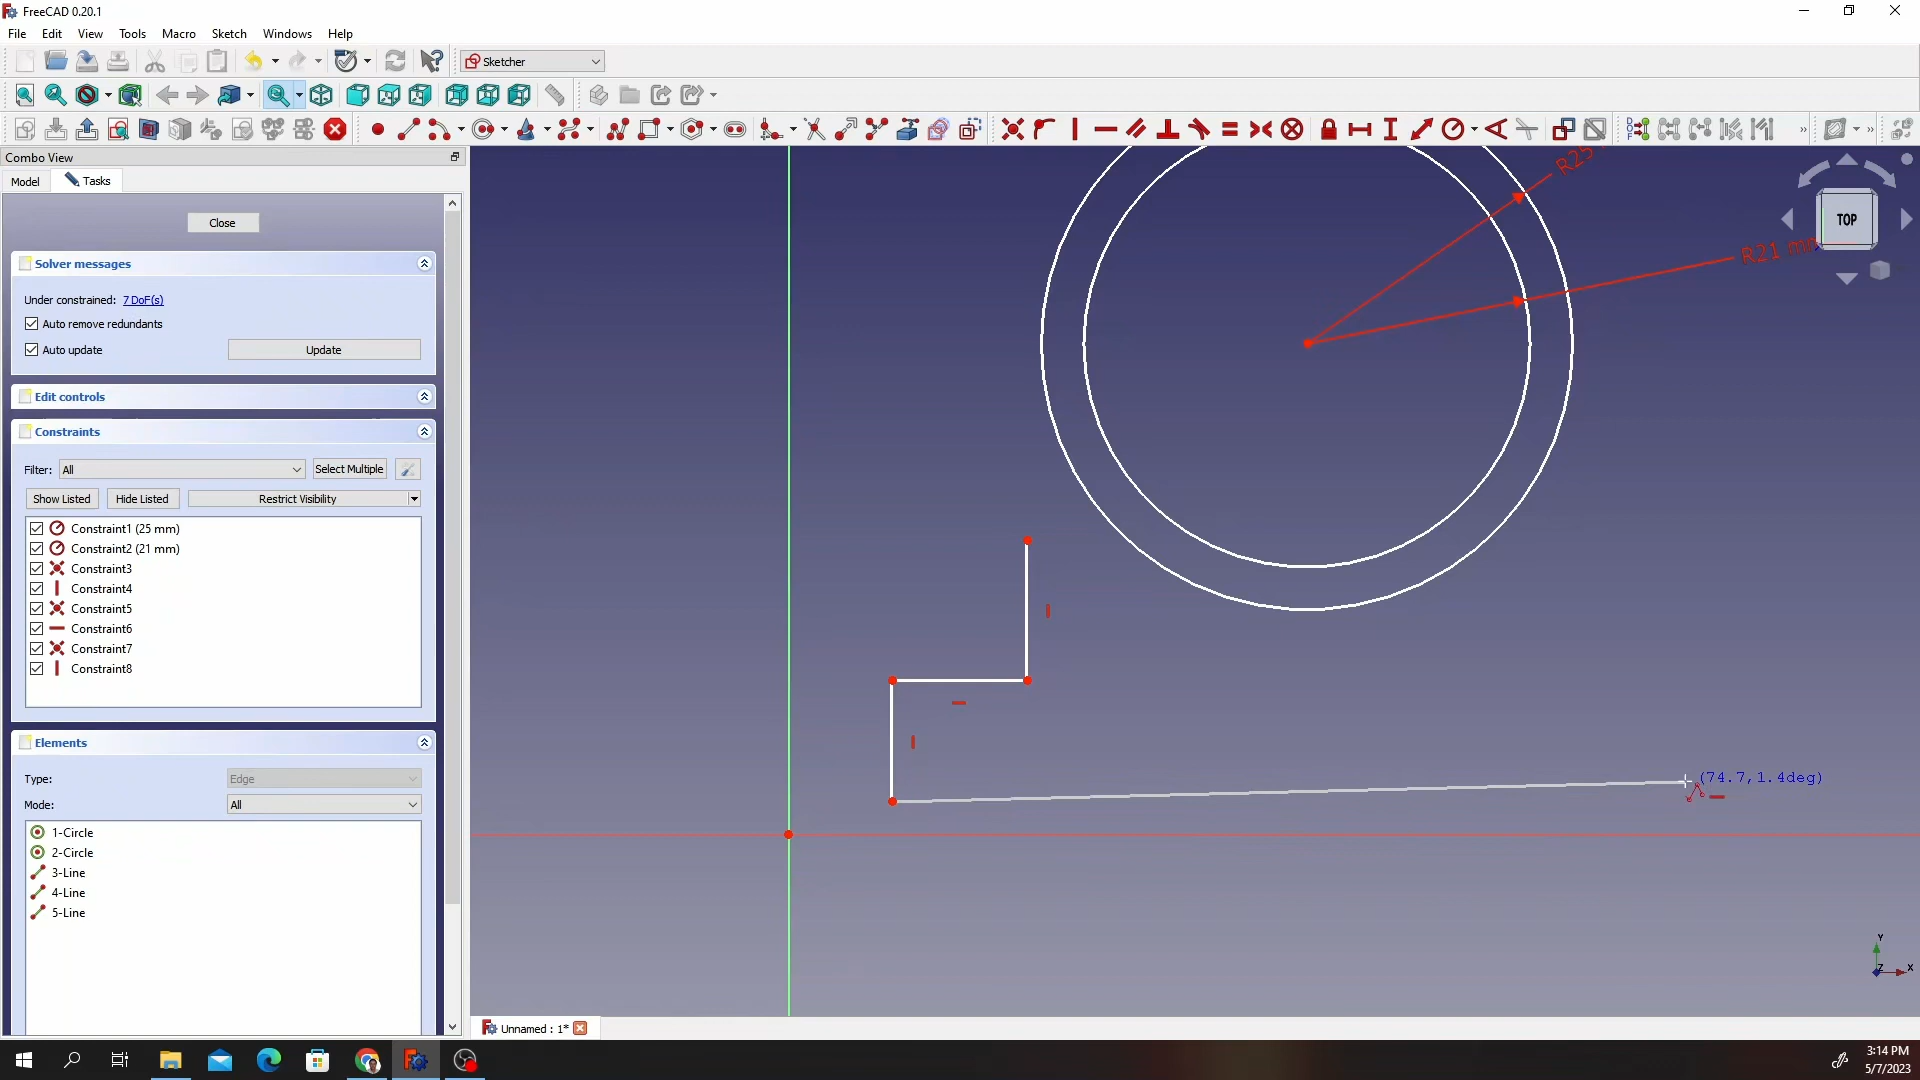 FreeCAD 0.20.1
File Edit View Tools Macro Sketch Windows Help
Sketcher
Combo View
Model Tasks
Close
Solver messages
Under constrained: 7 DoF(s)
Auto remove redundants
Auto update Update
Edit controls
Constraints
Filter: All Select Multiple
Show Listed Hide Listed Restrict Visibility
Constraint1 (25 mm)
Constraint2 (21 mm)
Constraint3
Constraint4
Constraint5
Constraint6
Constraint7
Constraint8
Elements
Type: Edge
Mode: All
1-Circle
2-Circle
3-Line
4-Line
5-Line
R25
R21 mm
TOP
(74.7,1.4deg)
Y
Z X
Unnamed : 1*
3:14 PM
5/7/2023